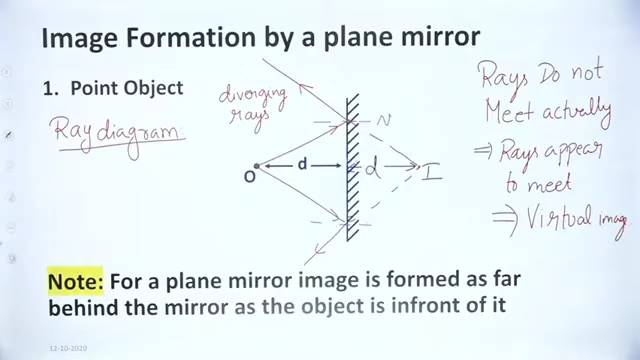 Image Formation by a plane mirror
1. Point Object
Ray diagram
diverging
rays
N
O
d
d
I
Rays Do not
Meet actually
⇒ Rays appear
to meet
⇒ Virtual imag
Note: For a plane mirror image is formed as far
behind the mirror as the object is infront of it
12-10-2020